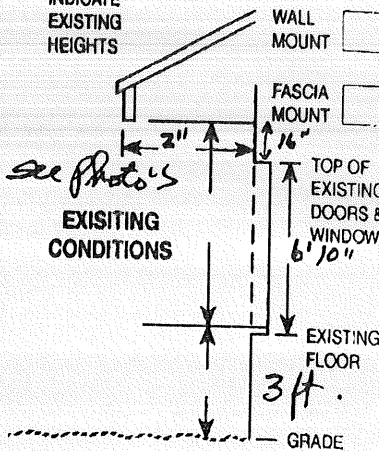 INDICATE
EXISTING
HEIGHTS
WALL
MOUNT
FASCIA
MOUNT
2"
16"
see Photo's
EXISITING
CONDITIONS
TOP OF
EXISTING
DOORS &
WINDOW
6' 10"
EXISTING
FLOOR
3 ft.
GRADE